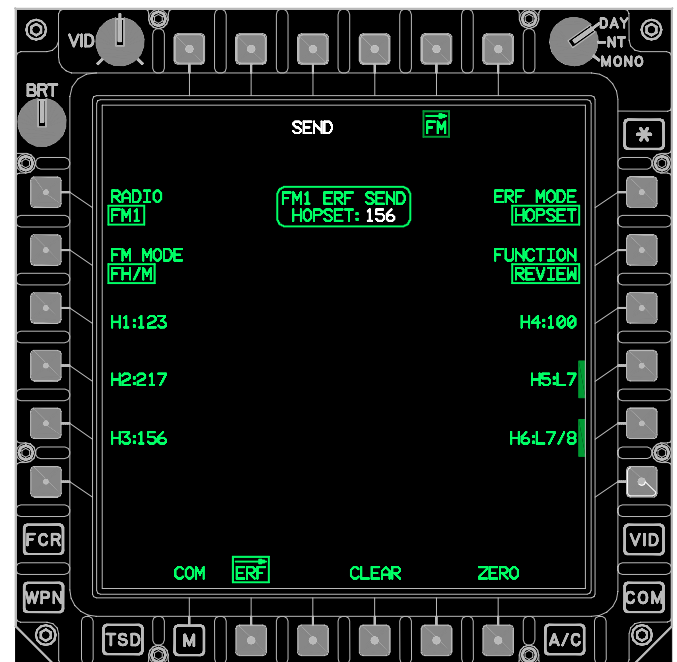 VID
DAY
NT
MONO
BRT
*
SEND
FM
RADIO
FM1
FM1 ERF SEND
HOPSET: 156
ERF MODE
HOPSET
FM MODE
FH/M
FUNCTION
REVIEW
H1:123
H4:100
H2:217
H5:L7
H3:156
H6:L7/8
FCR
VID
COM
ERF
CLEAR
ZERO
WPN
COM
TSD
M
A/C